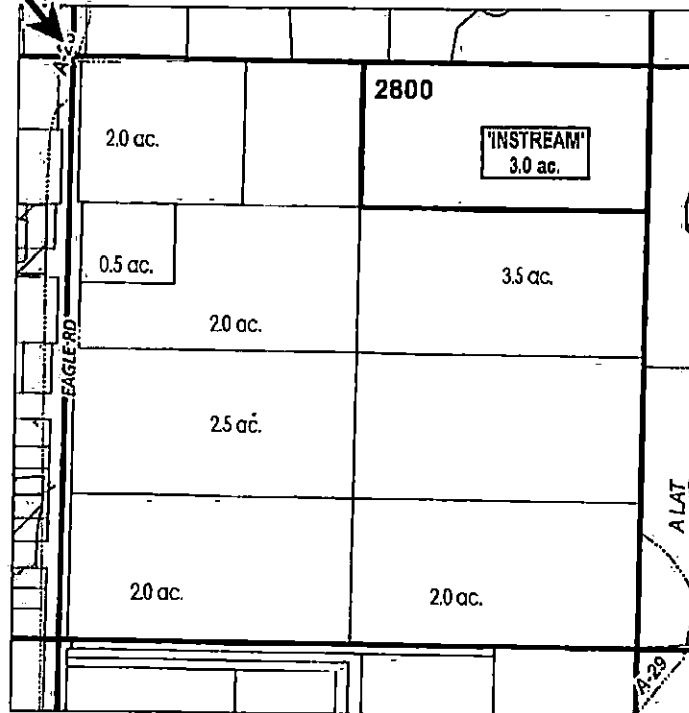 A-25
2800
2.0 ac.
'INSTREAM'
3.0 ac.
0.5 ac.
3.5 ac.
2.0 ac.
EAGLE RD
2.5 ac.
A LAT
2.0 ac.
2.0 ac.
A-29